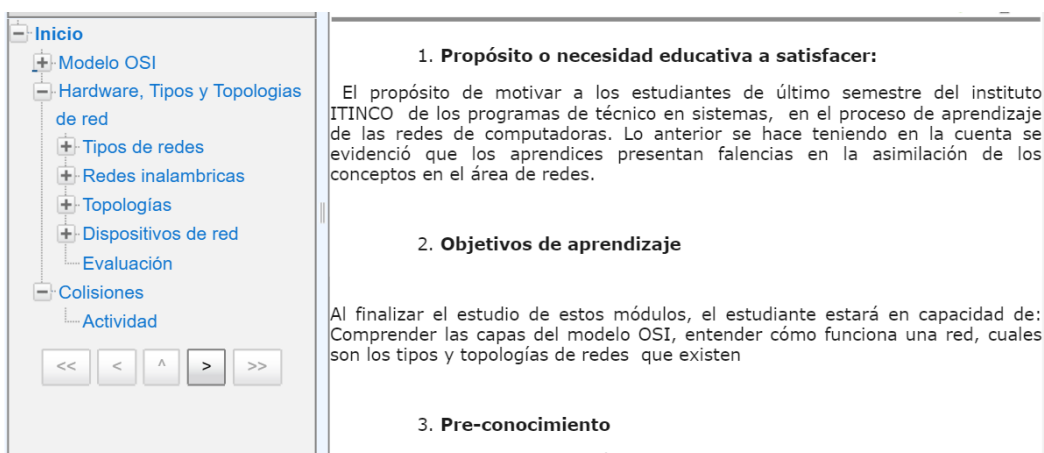 Inicio
Modelo OSI
Hardware, Tipos y Topologias
de red
Tipos de redes
Redes inalambricas
Topologías
Dispositivos de red
Evaluación
Colisiones
Actividad
<< < ^ > >>
1. Propósito o necesidad educativa a satisfacer:
El propósito de motivar a los estudiantes de último semestre del instituto
ITINCO de los programas de técnico en sistemas, en el proceso de aprendizaje
de las redes de computadoras. Lo anterior se hace teniendo en la cuenta se
evidenció que los aprendices presentan falencias en la asimilación de los
conceptos en el área de redes.
2. Objetivos de aprendizaje
Al finalizar el estudio de estos módulos, el estudiante estará en capacidad de:
Comprender las capas del modelo OSI, entender cómo funciona una red, cuales
son los tipos y topologías de redes que existen
3. Pre-conocimiento